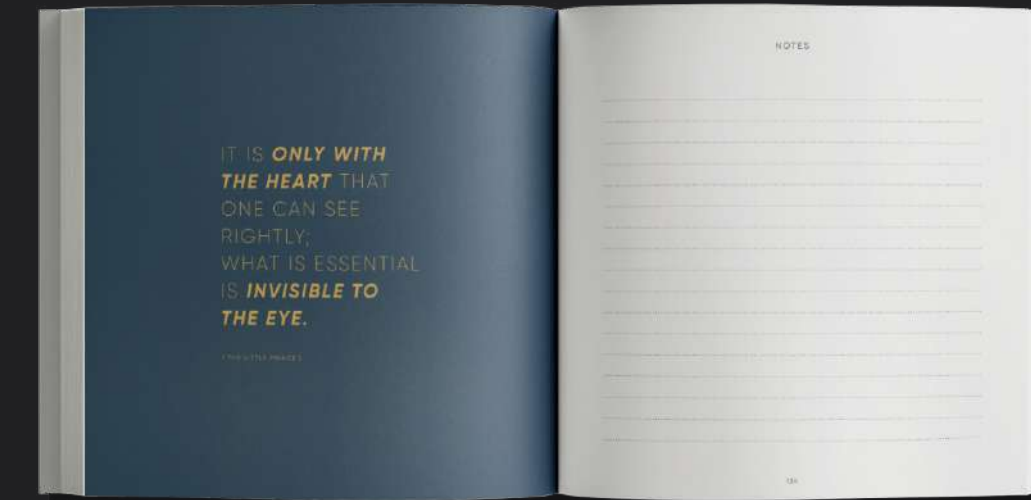 IT IS ONLY WITH
THE HEART THAT
ONE CAN SEE
RIGHTLY;
WHAT IS ESSENTIAL
IS INVISIBLE TO
THE EYE.
NOTES